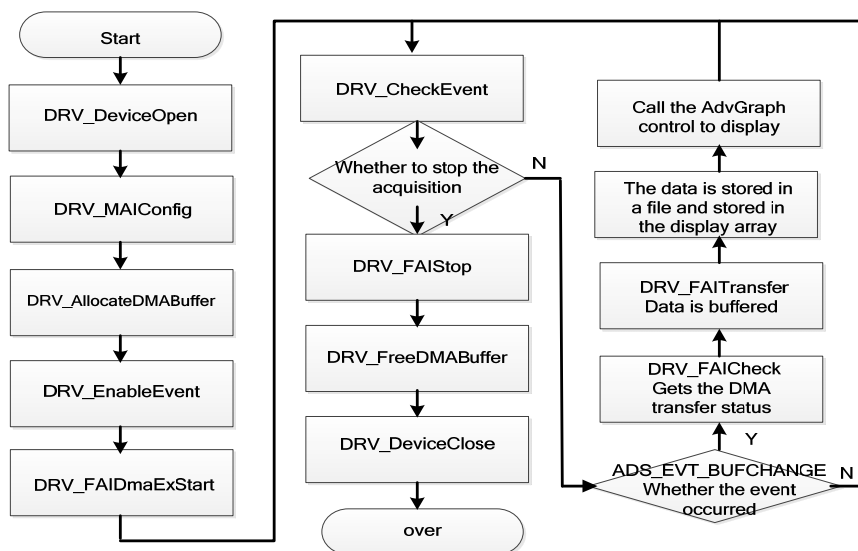 Start
DRV_DeviceOpen
DRV_MAIConfig
DRV_AllocateDMABuffer
DRV_EnableEvent
DRV_FAIDmaExStart
DRV_CheckEvent
Whether to stop the
acquisition
N
Y
DRV_FAIStop
DRV_FreeDMABuffer
DRV_DeviceClose
over
Call the AdvGraph
control to display
The data is stored in
a file and stored in
the display array
DRV_FAITransfer
Data is buffered
DRV_FAICheck
Gets the DMA
transfer status
Y
ADS_EVT_BUFCHANGE
Whether the event
occurred
N